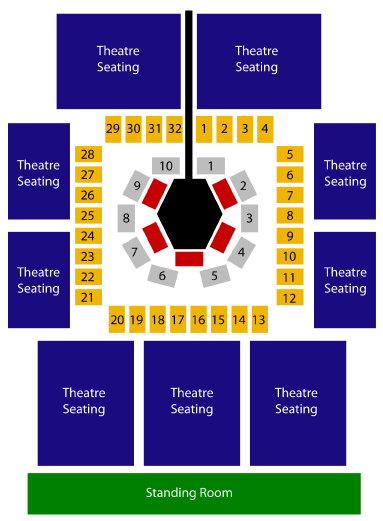 Theatre
Seating
Theatre
Seating
29 30 31 32 1 2 3 4
Theatre
Seating
Theatre
Seating
28
27
26
25
24
23
22
21
5
6
7
8
9
10
11
12
10 1
9 2
8 3
7 4
6 5
Theatre
Seating
Theatre
Seating
20 19 18 17 16 15 14 13
Theatre
Seating
Theatre
Seating
Theatre
Seating
Standing Room